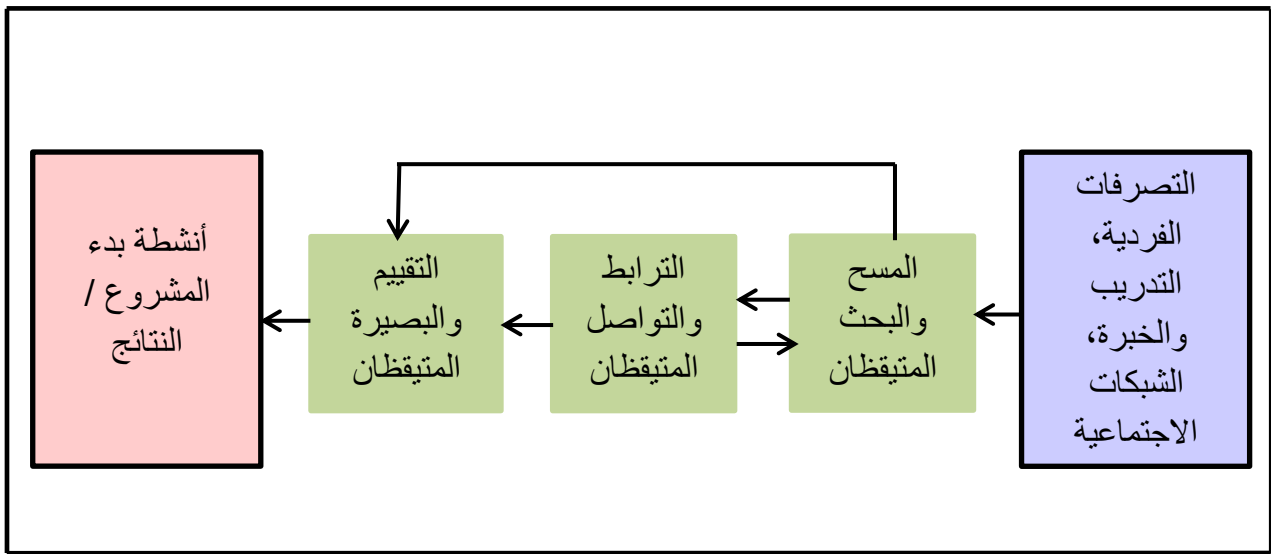 التصرفات
الفردية،
التدريب
والخبرة،
الشبكات
الاجتماعية
المسح
والبحث
المتيقظان
الترابط
والتواصل
المتيقظان
التقييم
والبصيرة
المتيقظان
أنشطة بدء
المشروع /
النتائج